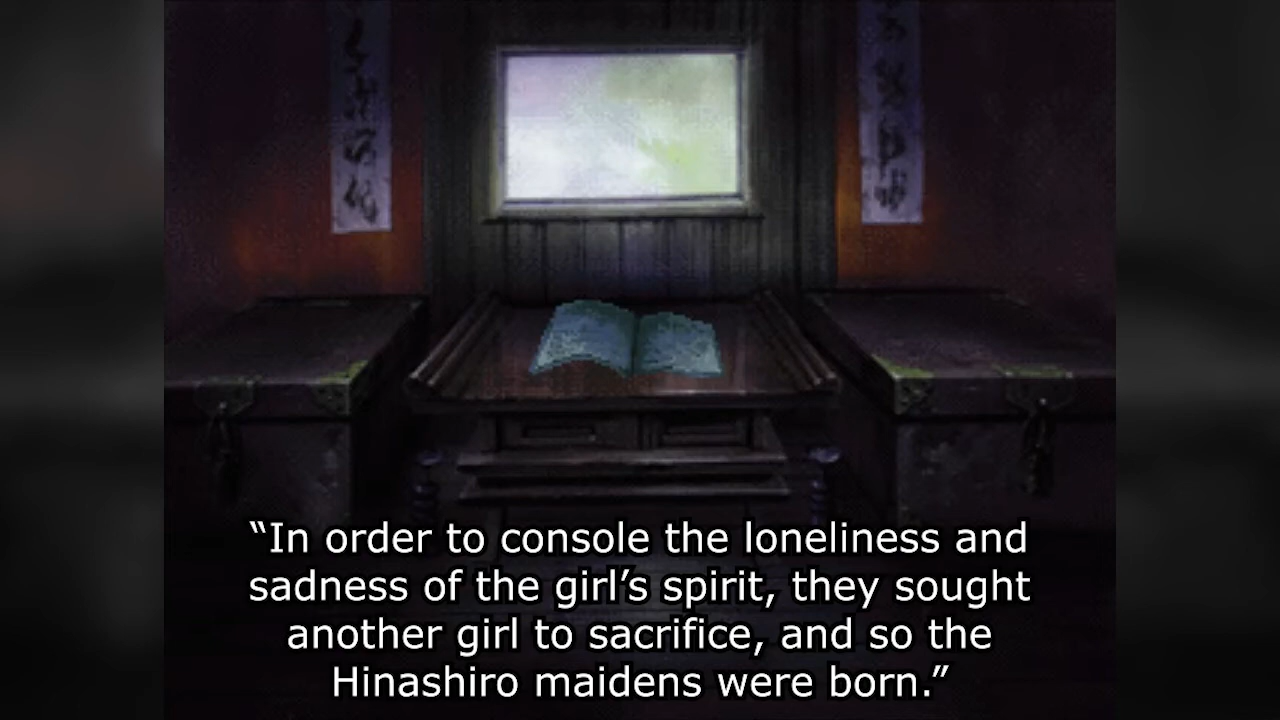 “In order to console the loneliness and
sadness of the girl’s spirit, they sought
another girl to sacrifice, and so the
Hinashiro maidens were born.”